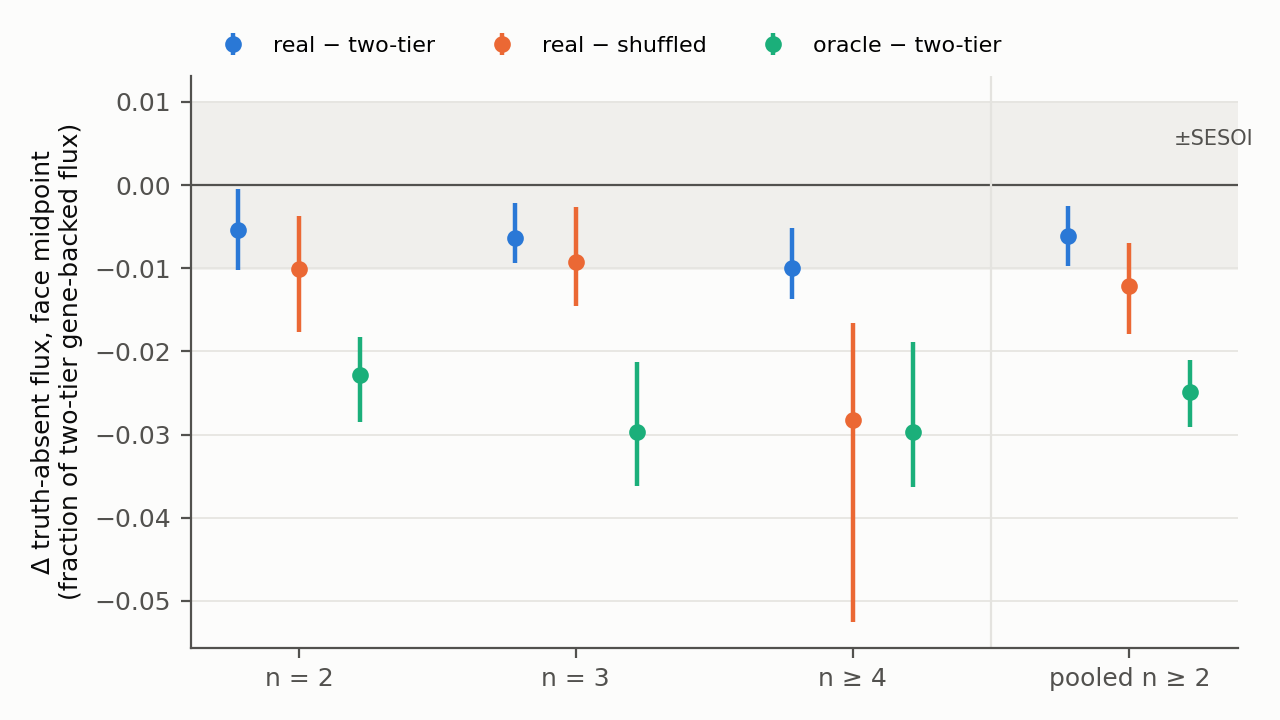 real − two-tier
real − shuffled
oracle − two-tier
Δ truth-absent flux, face midpoint
(fraction of two-tier gene-backed flux)
0.01
0.00
−0.01
−0.02
−0.03
−0.04
−0.05
±SESOI
n = 2
n = 3
n ≥ 4
pooled n ≥ 2